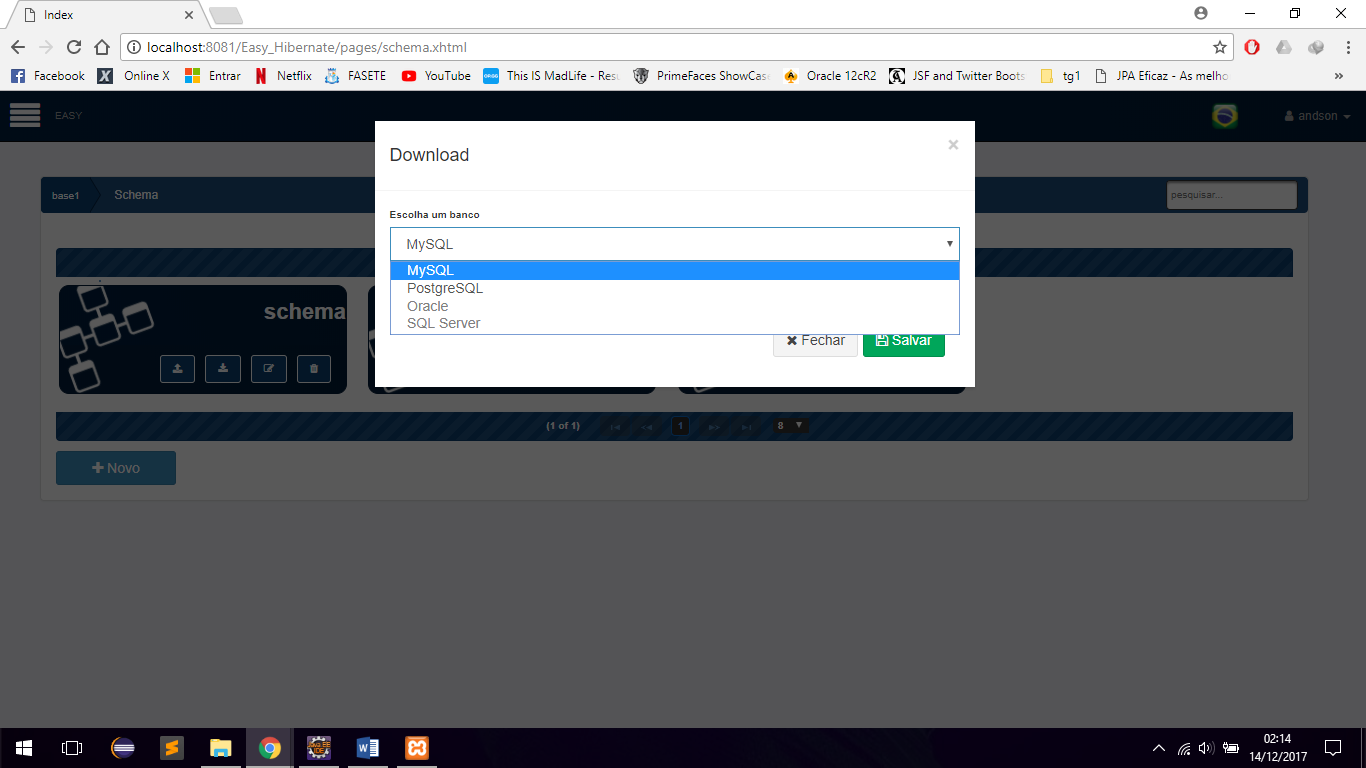 Index
localhost:8081/Easy_Hibernate/pages/schema.xhtml
Facebook Online X Entrar Netflix FASETE YouTube This IS MadLife - Resu PrimeFaces ShowCase Oracle 12cR2 JSF and Twitter Boots tg1 JPA Eficaz - As melho »
EASY andson
Download ×
base1 Schema pesquisar...
Escolha um banco
MySQL
MySQL
PostgreSQL
Oracle
SQL Server
schema
Fechar Salvar
(1 of 1) 1 8
Novo
02:14
14/12/2017